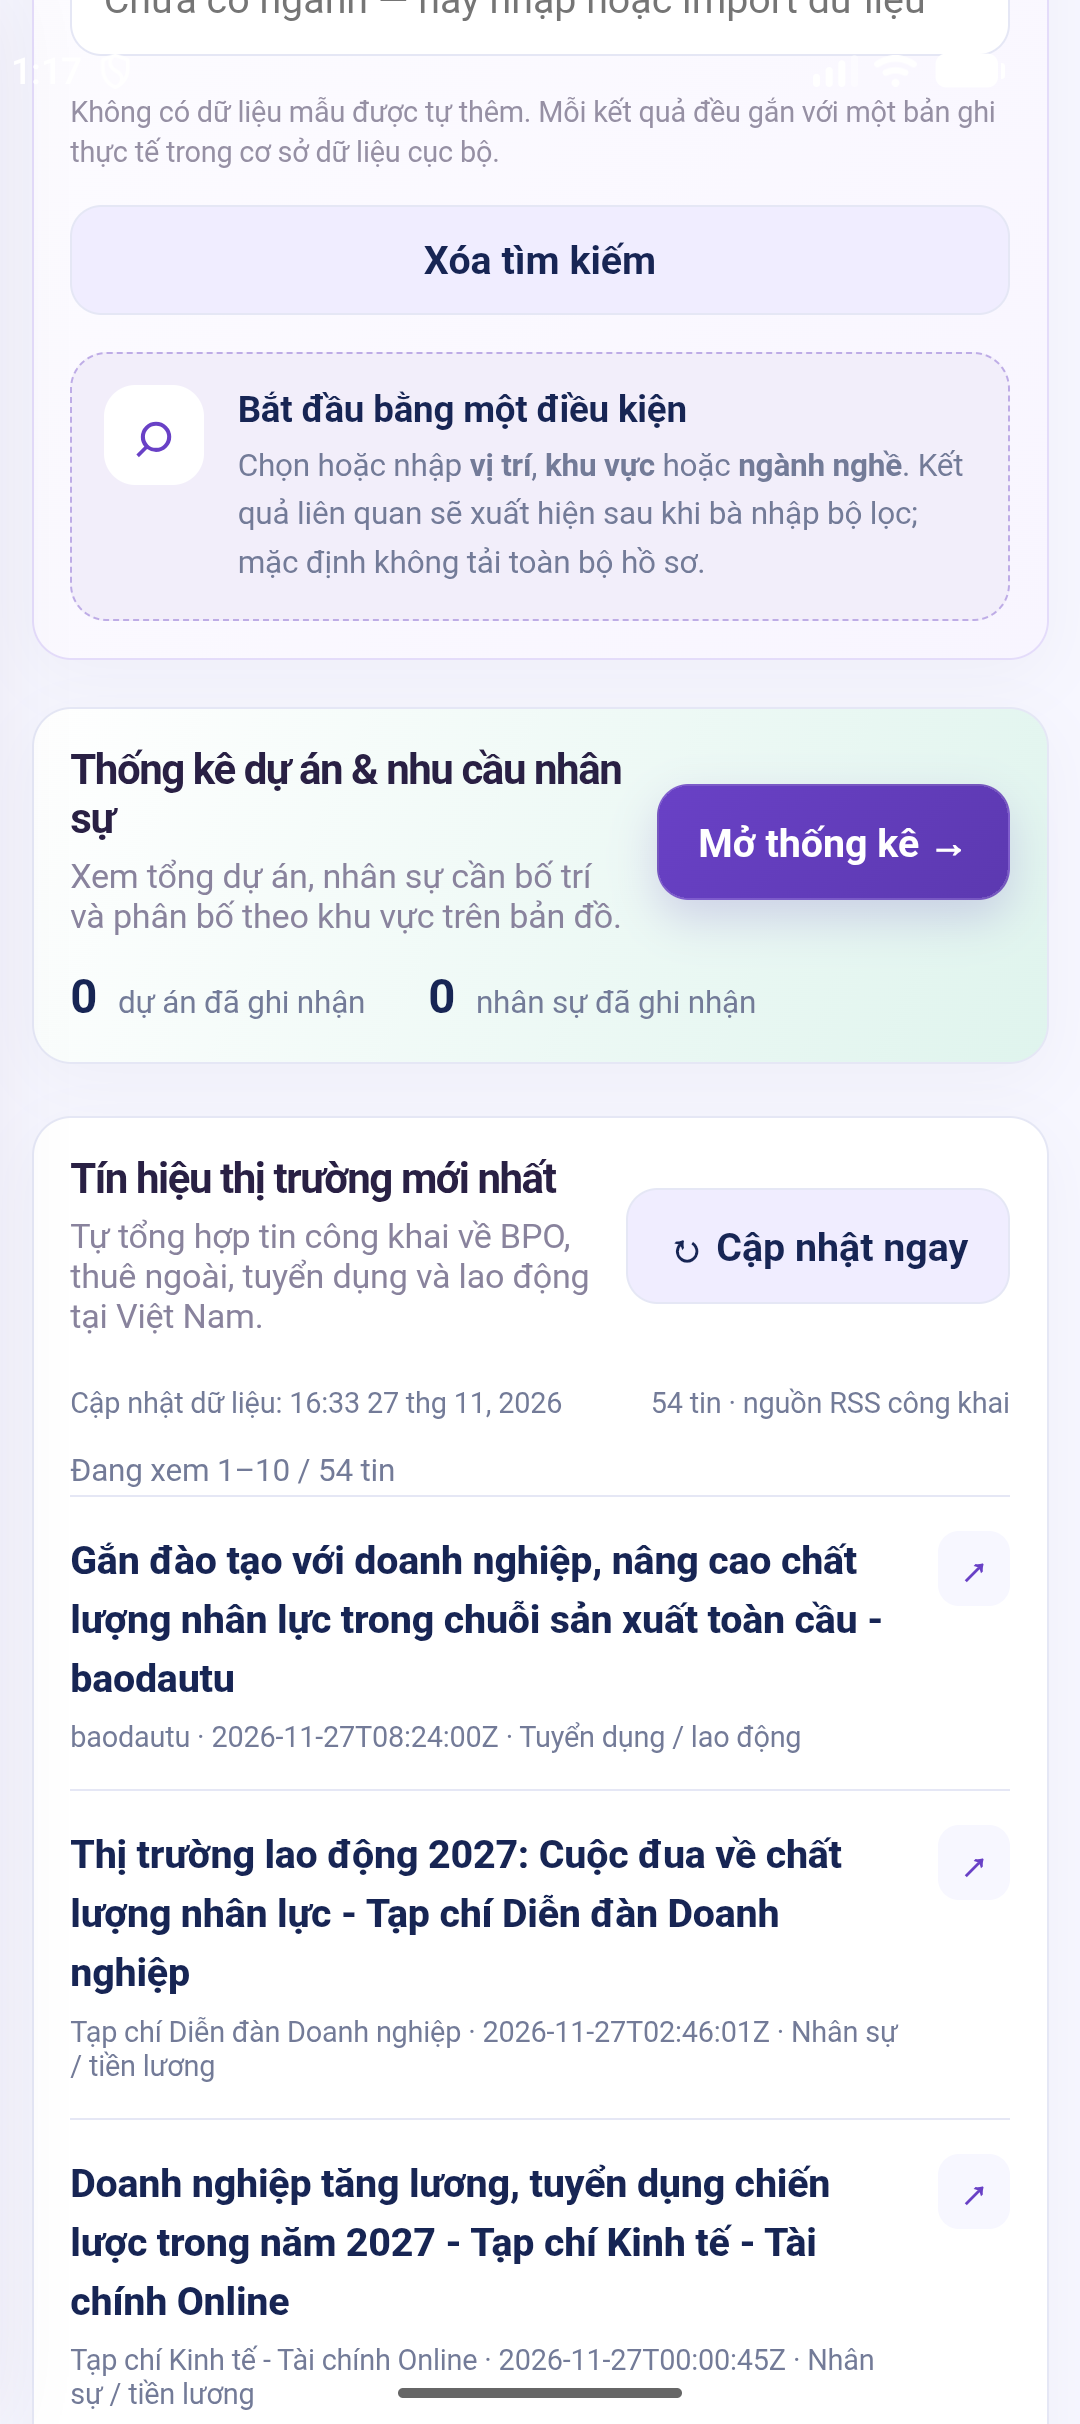 Chưa có ngành — hãy nhập hoặc import dữ liệu
1:17
Không có dữ liệu mẫu được tự thêm. Mỗi kết quả đều gắn với một bản ghi
thực tế trong cơ sở dữ liệu cục bộ.
Xóa tìm kiếm
Bắt đầu bằng một điều kiện
Chọn hoặc nhập vị trí, khu vực hoặc ngành nghề. Kết
quả liên quan sẽ xuất hiện sau khi bà nhập bộ lọc;
mặc định không tải toàn bộ hồ sơ.
Thống kê dự án & nhu cầu nhân
sự
Xem tổng dự án, nhân sự cần bố trí
và phân bố theo khu vực trên bản đồ.
Mở thống kê →
0 dự án đã ghi nhận 0 nhân sự đã ghi nhận
Tín hiệu thị trường mới nhất
Tự tổng hợp tin công khai về BPO,
thuê ngoài, tuyển dụng và lao động
tại Việt Nam.
↻ Cập nhật ngay
Cập nhật dữ liệu: 16:33 27 thg 11, 2026
54 tin · nguồn RSS công khai
Đang xem 1–10 / 54 tin
Gắn đào tạo với doanh nghiệp, nâng cao chất
lượng nhân lực trong chuỗi sản xuất toàn cầu -
baodautu
↗
baodautu · 2026-11-27T08:24:00Z · Tuyển dụng / lao động
Thị trường lao động 2027: Cuộc đua về chất
lượng nhân lực - Tạp chí Diễn đàn Doanh
nghiệp
↗
Tạp chí Diễn đàn Doanh nghiệp · 2026-11-27T02:46:01Z · Nhân sự
/ tiền lương
Doanh nghiệp tăng lương, tuyển dụng chiến
lược trong năm 2027 - Tạp chí Kinh tế - Tài
chính Online
↗
Tạp chí Kinh tế - Tài chính Online · 2026-11-27T00:00:45Z · Nhân
sự / tiền lương